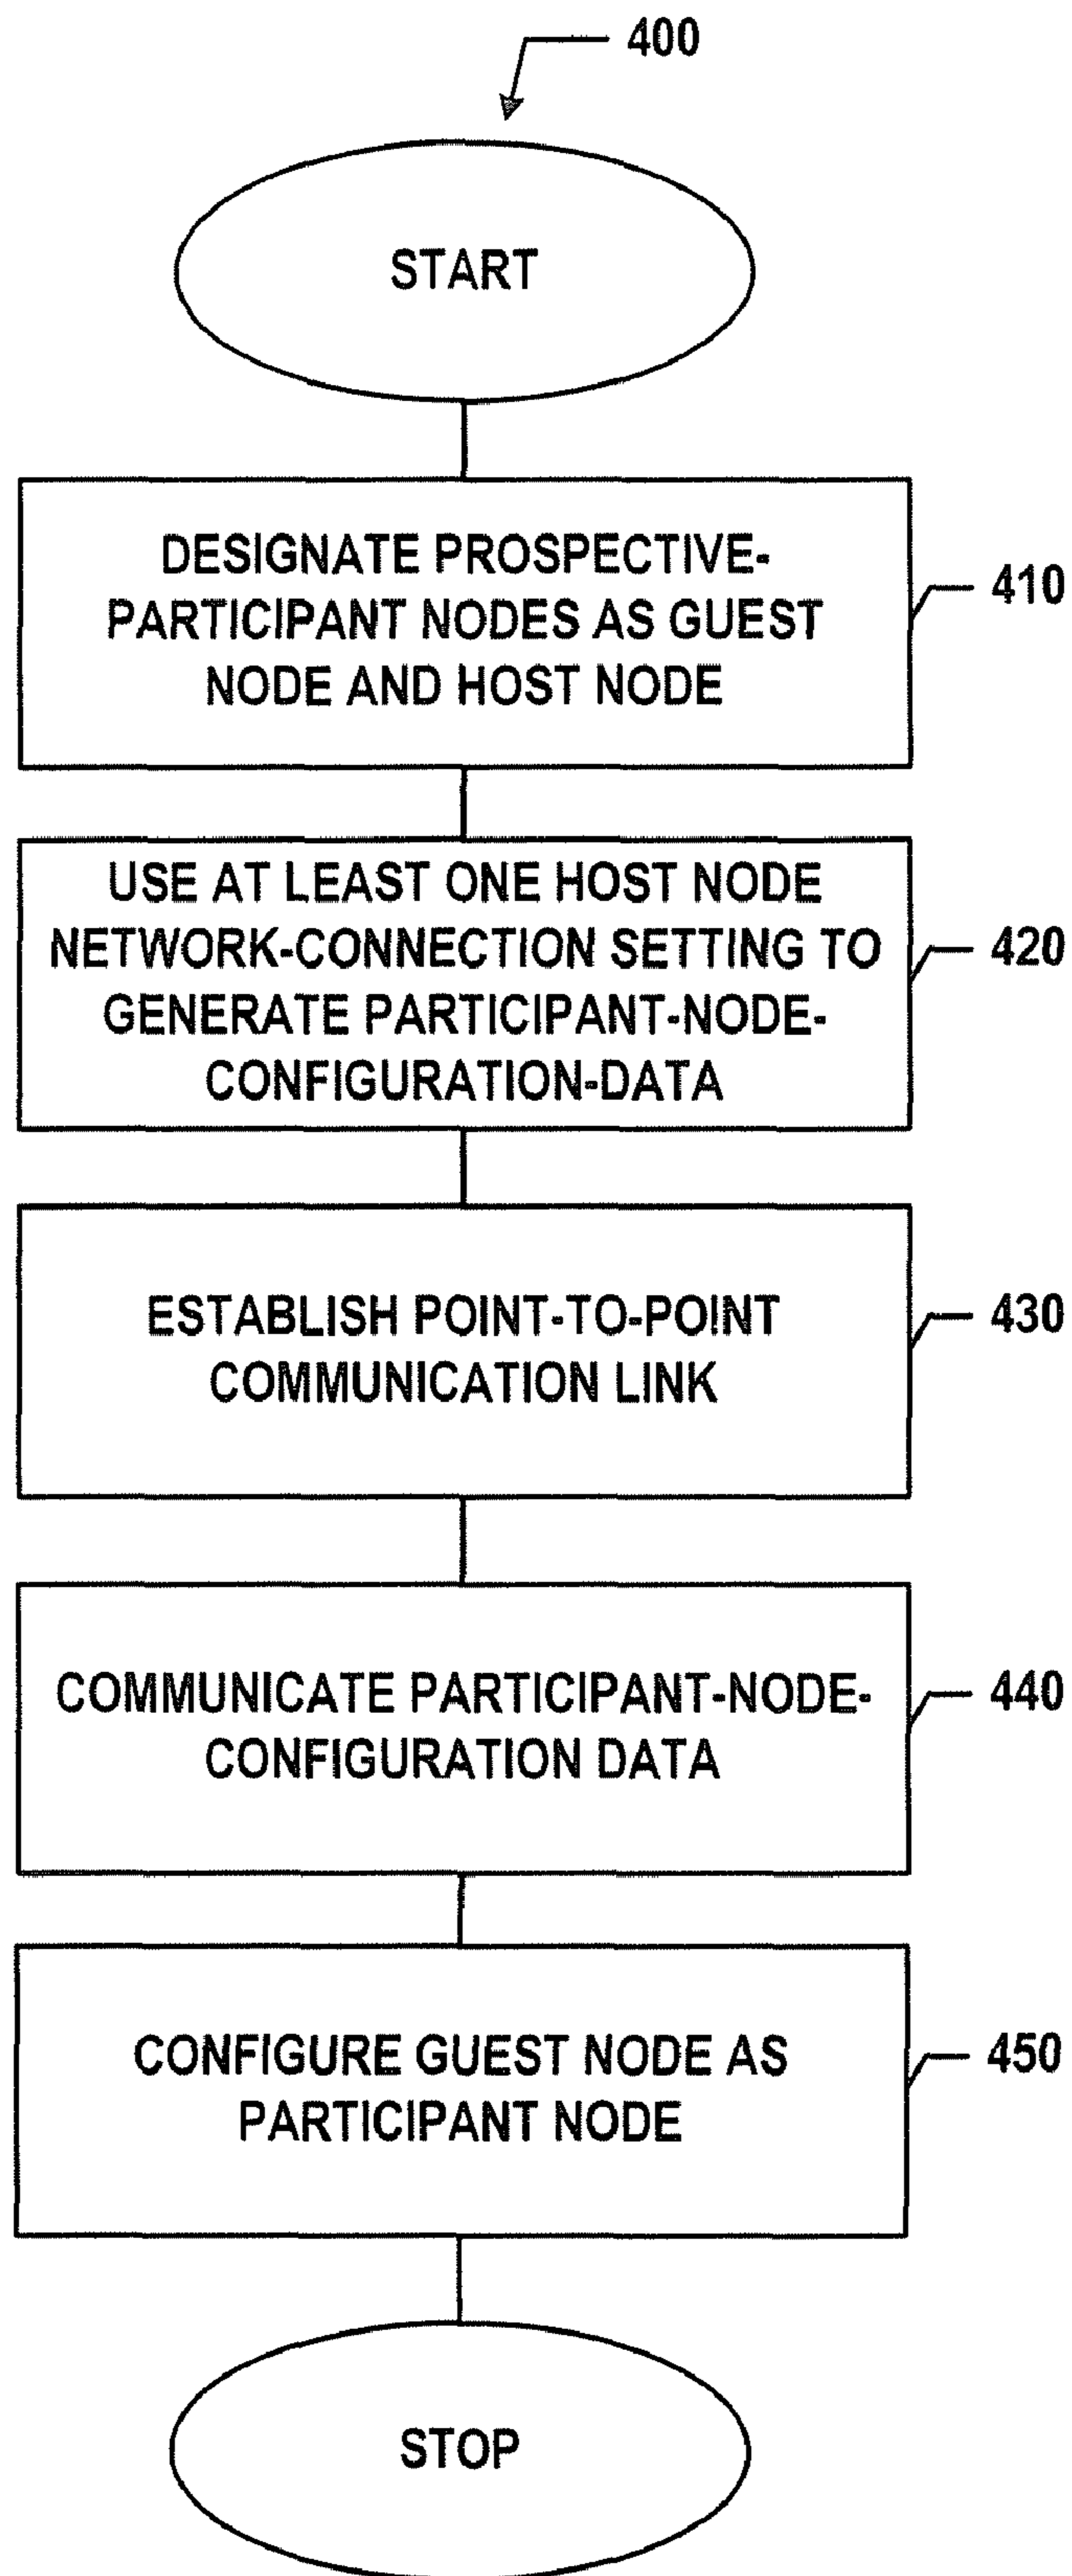 400
START
DESIGNATE PROSPECTIVE-
PARTICIPANT NODES AS GUEST
NODE AND HOST NODE
410
USE AT LEAST ONE HOST NODE
NETWORK-CONNECTION SETTING TO
GENERATE PARTICIPANT-NODE-
CONFIGURATION-DATA
420
ESTABLISH POINT-TO-POINT
COMMUNICATION LINK
430
COMMUNICATE PARTICIPANT-NODE-
CONFIGURATION DATA
440
CONFIGURE GUEST NODE AS
PARTICIPANT NODE
450
STOP